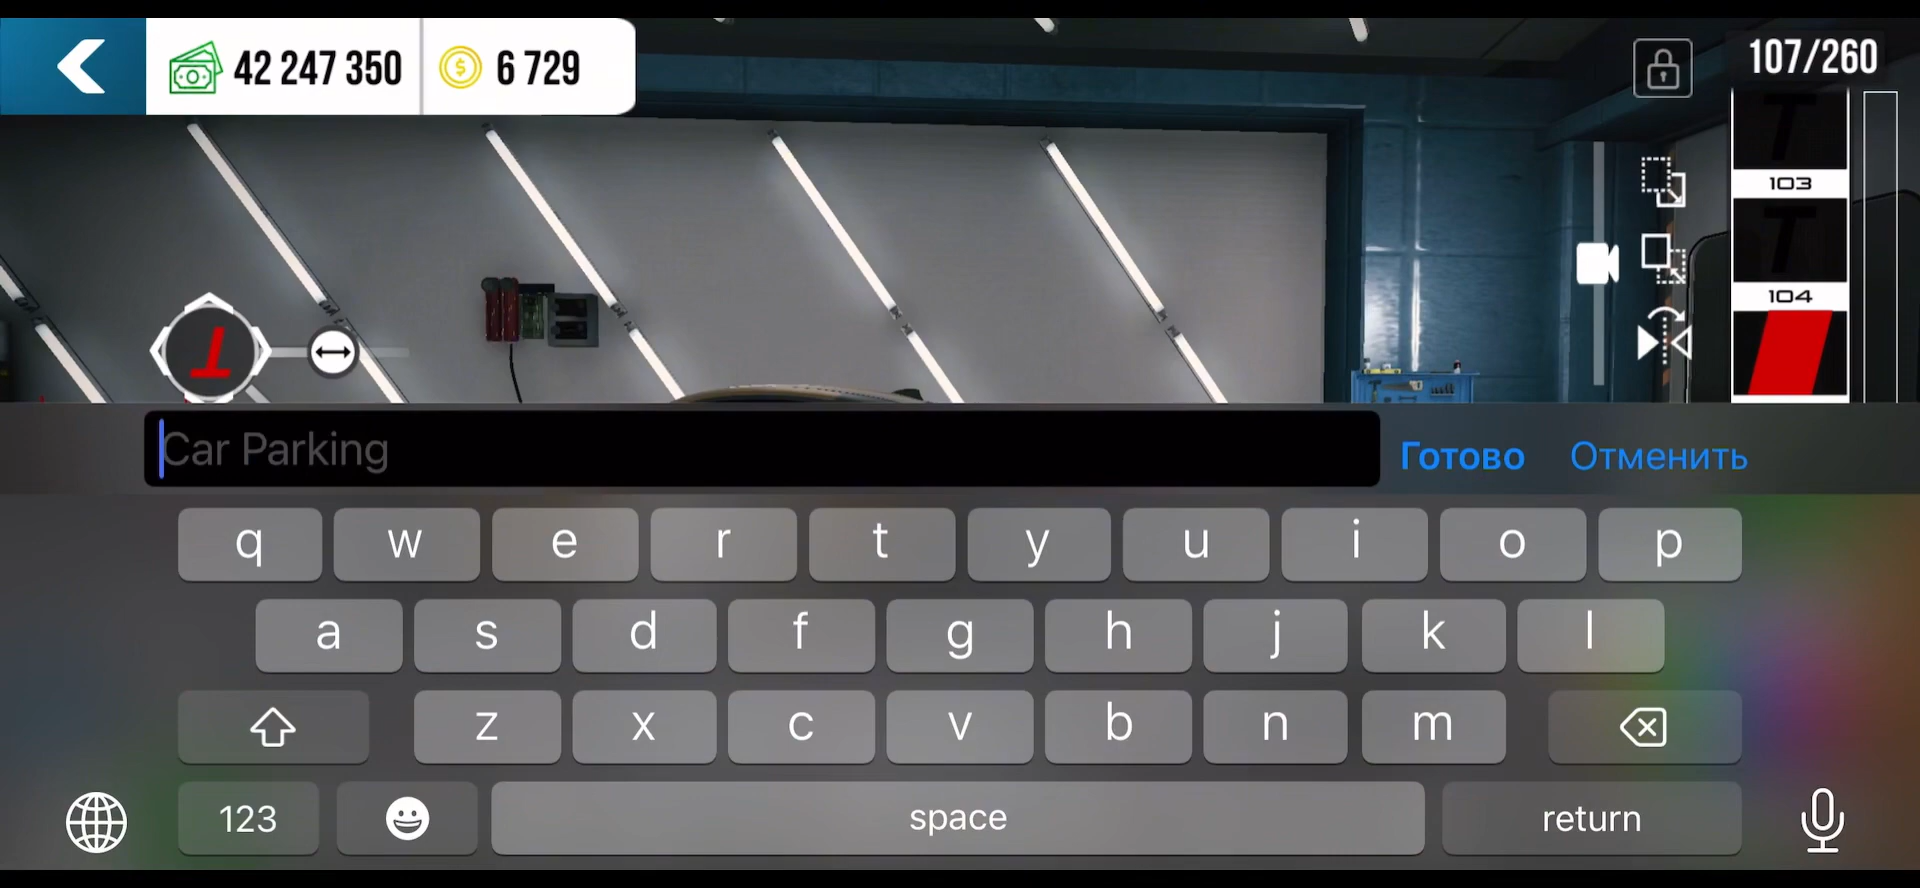 42 247 350
6 729
107/260
T
103
T
104
Car Parking
Готово
Отменить
q w e r t y u i o p
a s d f g h j k l
z x c v b n m
123
space
return